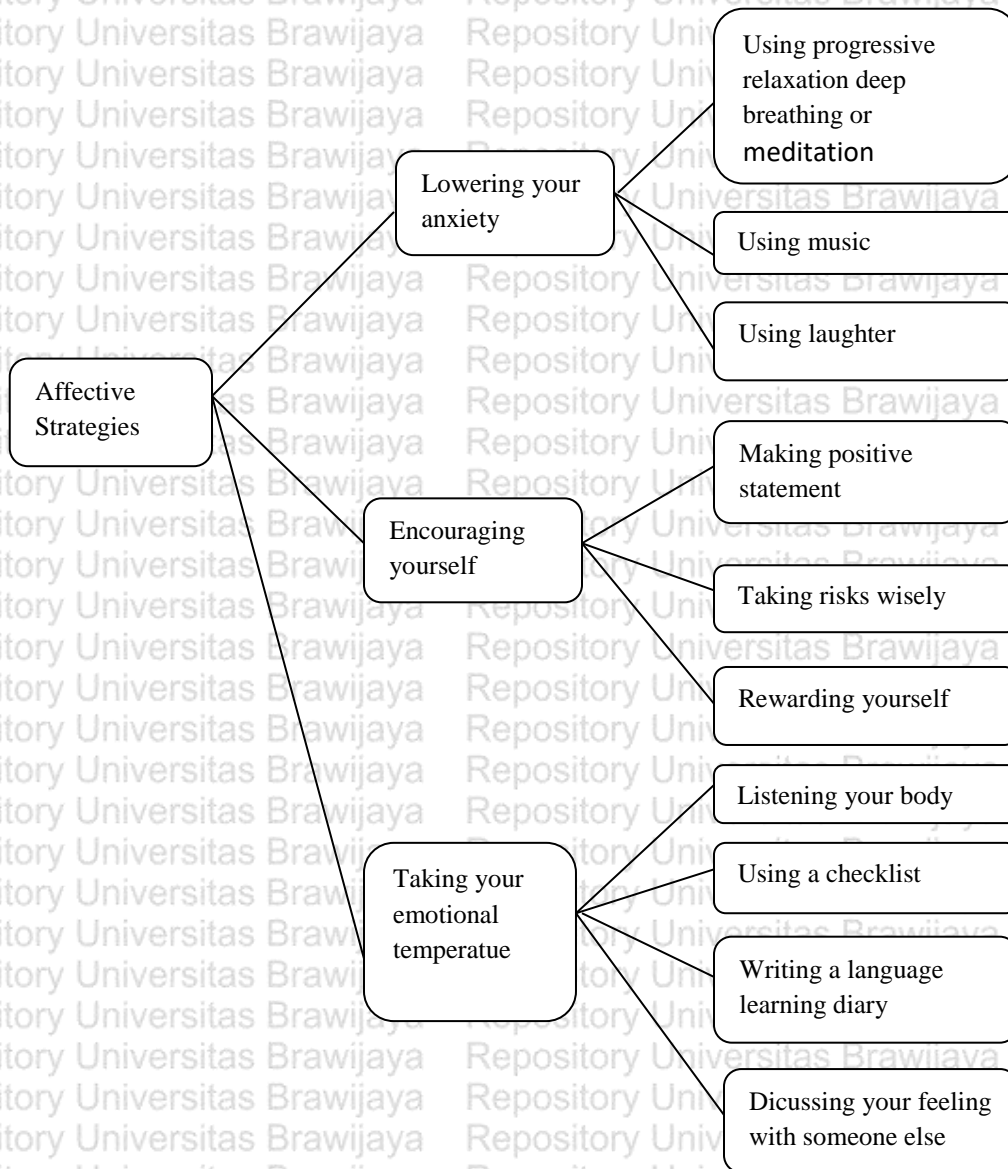 Using progressive
relaxation deep
breathing or
meditation
Lowering your
anxiety
Using music
Using laughter
Affective
Strategies
Making positive
statement
Encouraging
yourself
Taking risks wisely
Rewarding yourself
Listening your body
Taking your
emotional
temperatue
Using a checklist
Writing a language
learning diary
Dicussing your feeling
with someone else